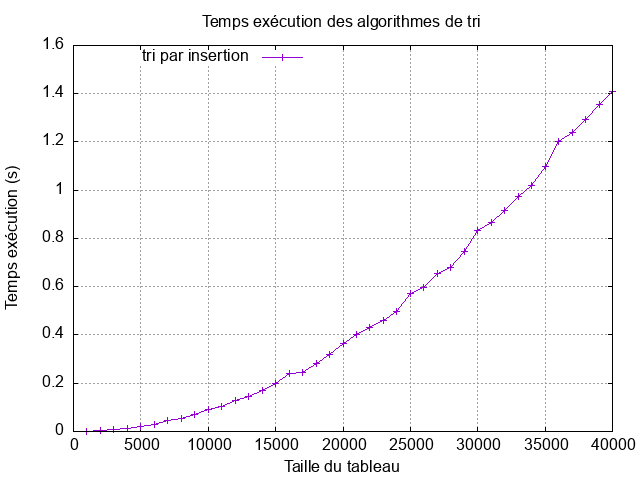 Temps exécution des algorithmes de tri
tri par insertion
Temps exécution (s)
1.6
1.4
1.2
1
0.8
0.6
0.4
0.2
0
0 5000 10000 15000 20000 25000 30000 35000 40000
Taille du tableau